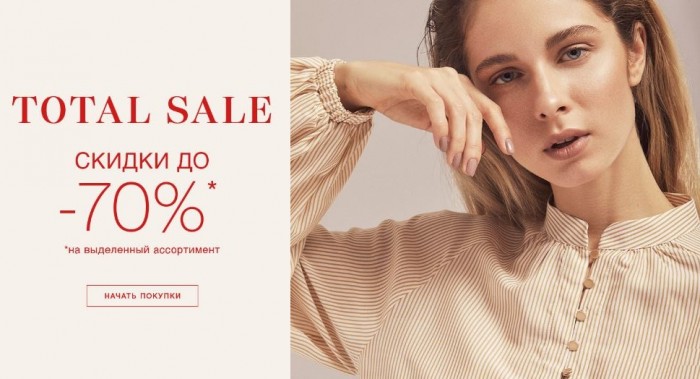 TOTAL SALE
СКИДКИ ДО
-70%*
*на выделенный ассортимент
НАЧАТЬ ПОКУПКИ